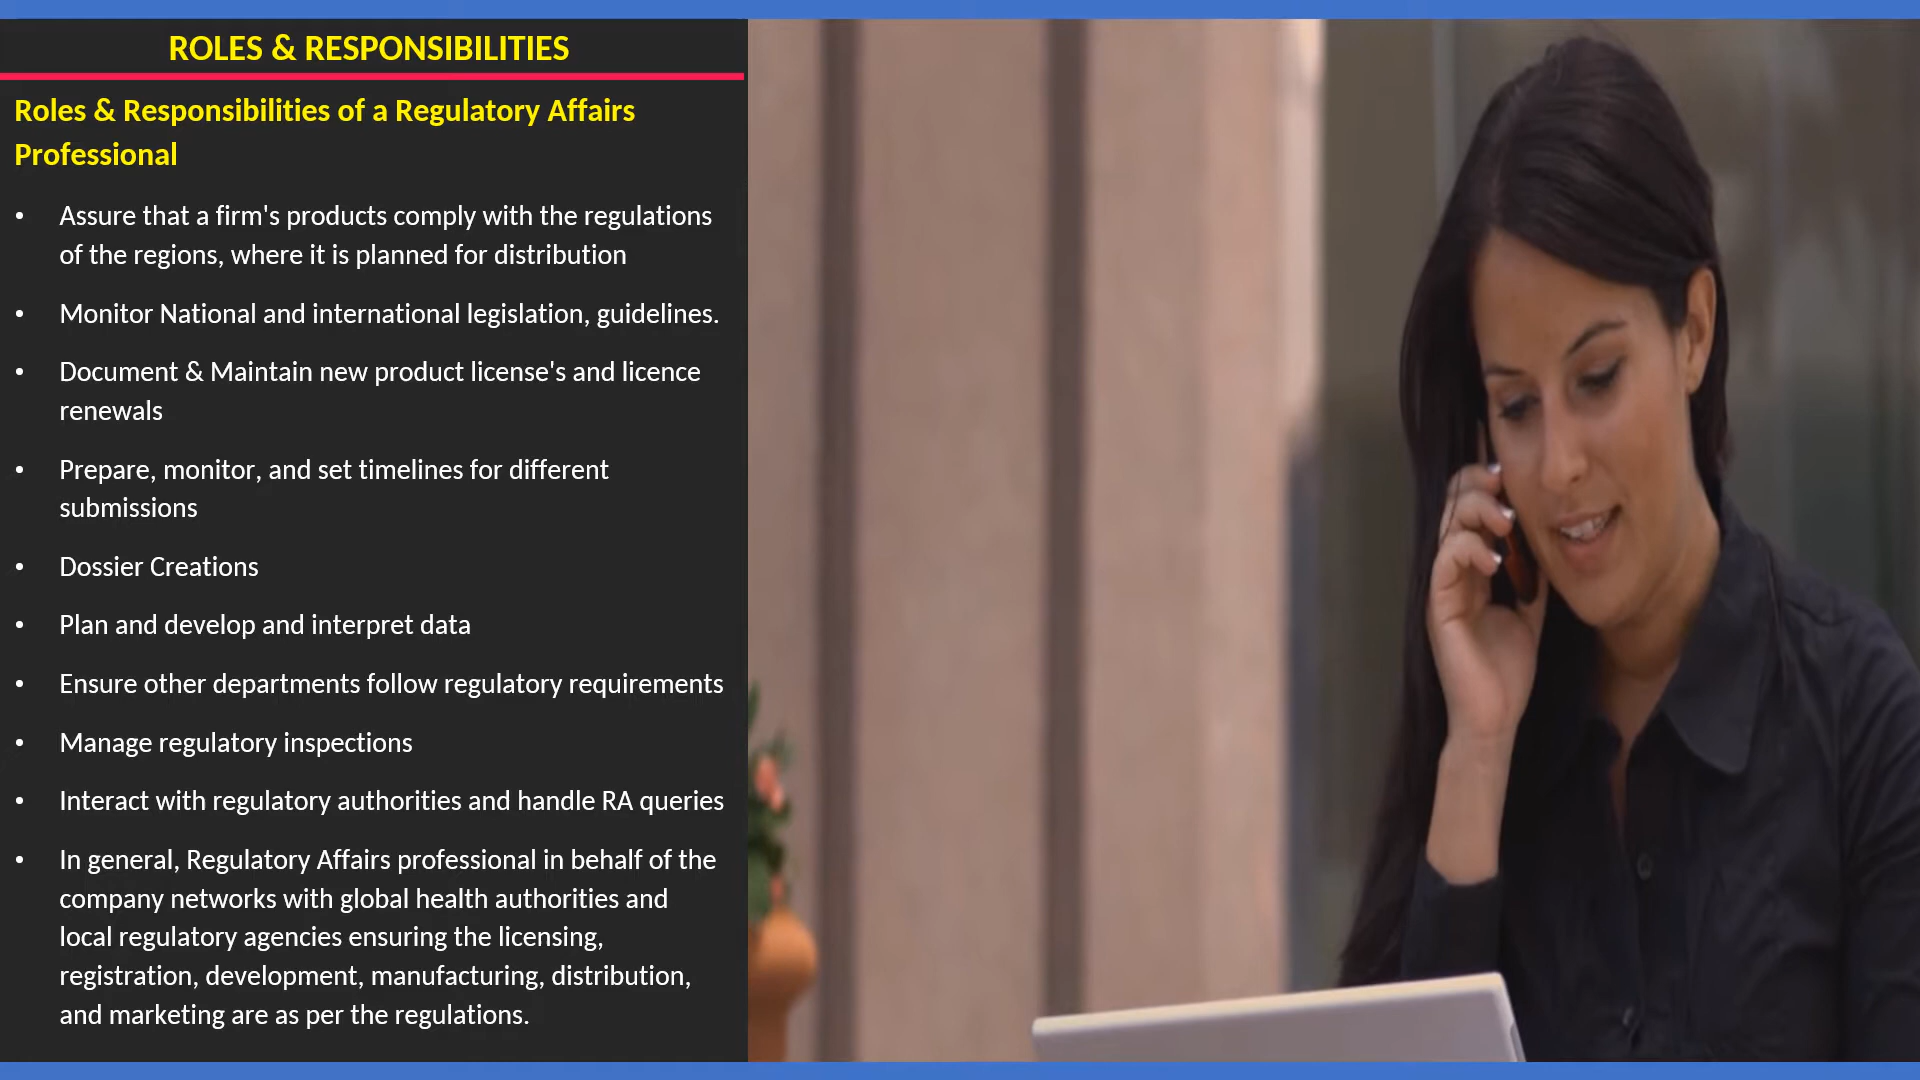 ROLES & RESPONSIBILITIES
Roles & Responsibilities of a Regulatory Affairs
Professional
• Assure that a firm's products comply with the regulations
of the regions, where it is planned for distribution
• Monitor National and international legislation, guidelines.
• Document & Maintain new product license's and licence
renewals
• Prepare, monitor, and set timelines for different
submissions
• Dossier Creations
• Plan and develop and interpret data
• Ensure other departments follow regulatory requirements
• Manage regulatory inspections
• Interact with regulatory authorities and handle RA queries
• In general, Regulatory Affairs professional in behalf of the
company networks with global health authorities and
local regulatory agencies ensuring the licensing,
registration, development, manufacturing, distribution,
and marketing are as per the regulations.